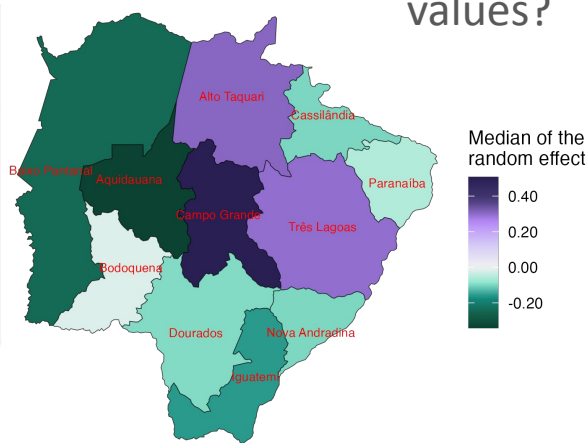 values?
Alto Taquari
Cassilândia
Baixo Pantanal
Aquidauana
Paranaíba
Campo Grande
Três Lagoas
Bodoquena
Dourados
Nova Andradina
Iguatemi
Median of the
random effect
0.40
0.20
0.00
-0.20